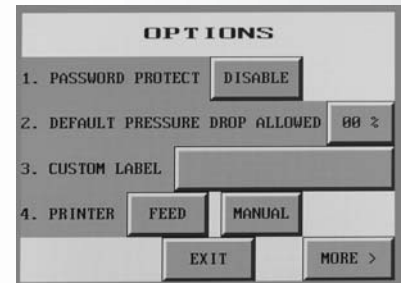 OPTIONS
1. PASSWORD PROTECT DISABLE
2. DEFAULT PRESSURE DROP ALLOWED 00 %
3. CUSTOM LABEL
4. PRINTER FEED MANUAL
EXIT MORE >